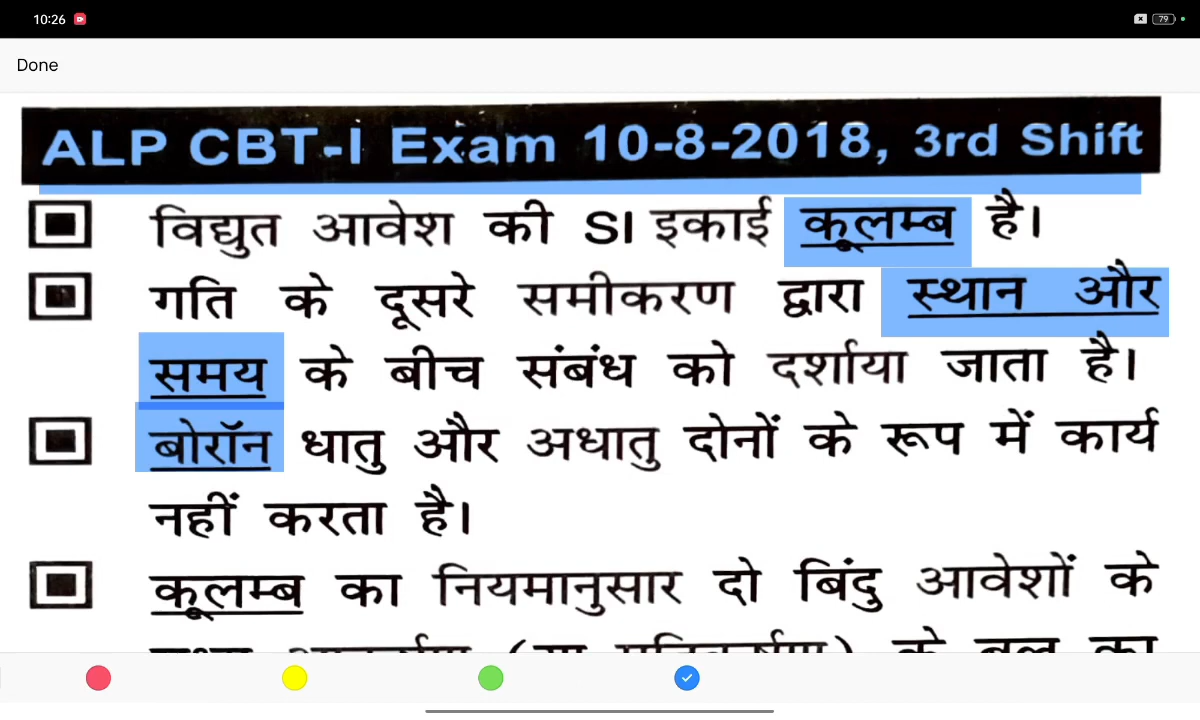 10:26
79
Done
ALP CBT-I Exam 10-8-2018, 3rd Shift
विद्युत आवेश की SI इकाई कूलम्ब है।
गति के दूसरे समीकरण द्वारा स्थान और
समय के बीच संबंध को दर्शाया जाता है।
बोरॉन धातु और अधातु दोनों के रूप में कार्य
नहीं करता है।
कूलम्ब का नियमानुसार दो बिंदु आवेशों के